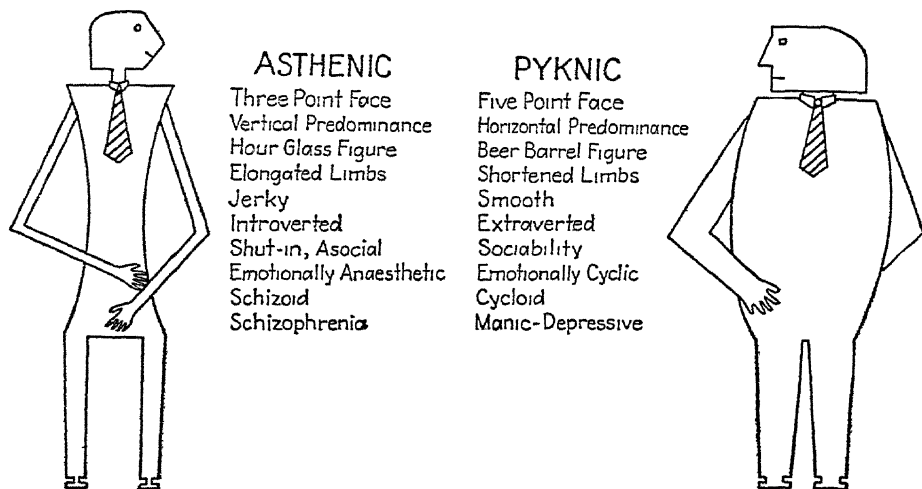 ASTHENIC
Three Point Face
Vertical Predominance
Hour Glass Figure
Elongated Limbs
Jerky
Introverted
Shut-in, Asocial
Emotionally Anaesthetic
Schizoid
Schizophrenia
PYKNIC
Five Point Face
Horizontal Predominance
Beer Barrel Figure
Shortened Limbs
Smooth
Extraverted
Sociability
Emotionally Cyclic
Cycloid
Manic-Depressive